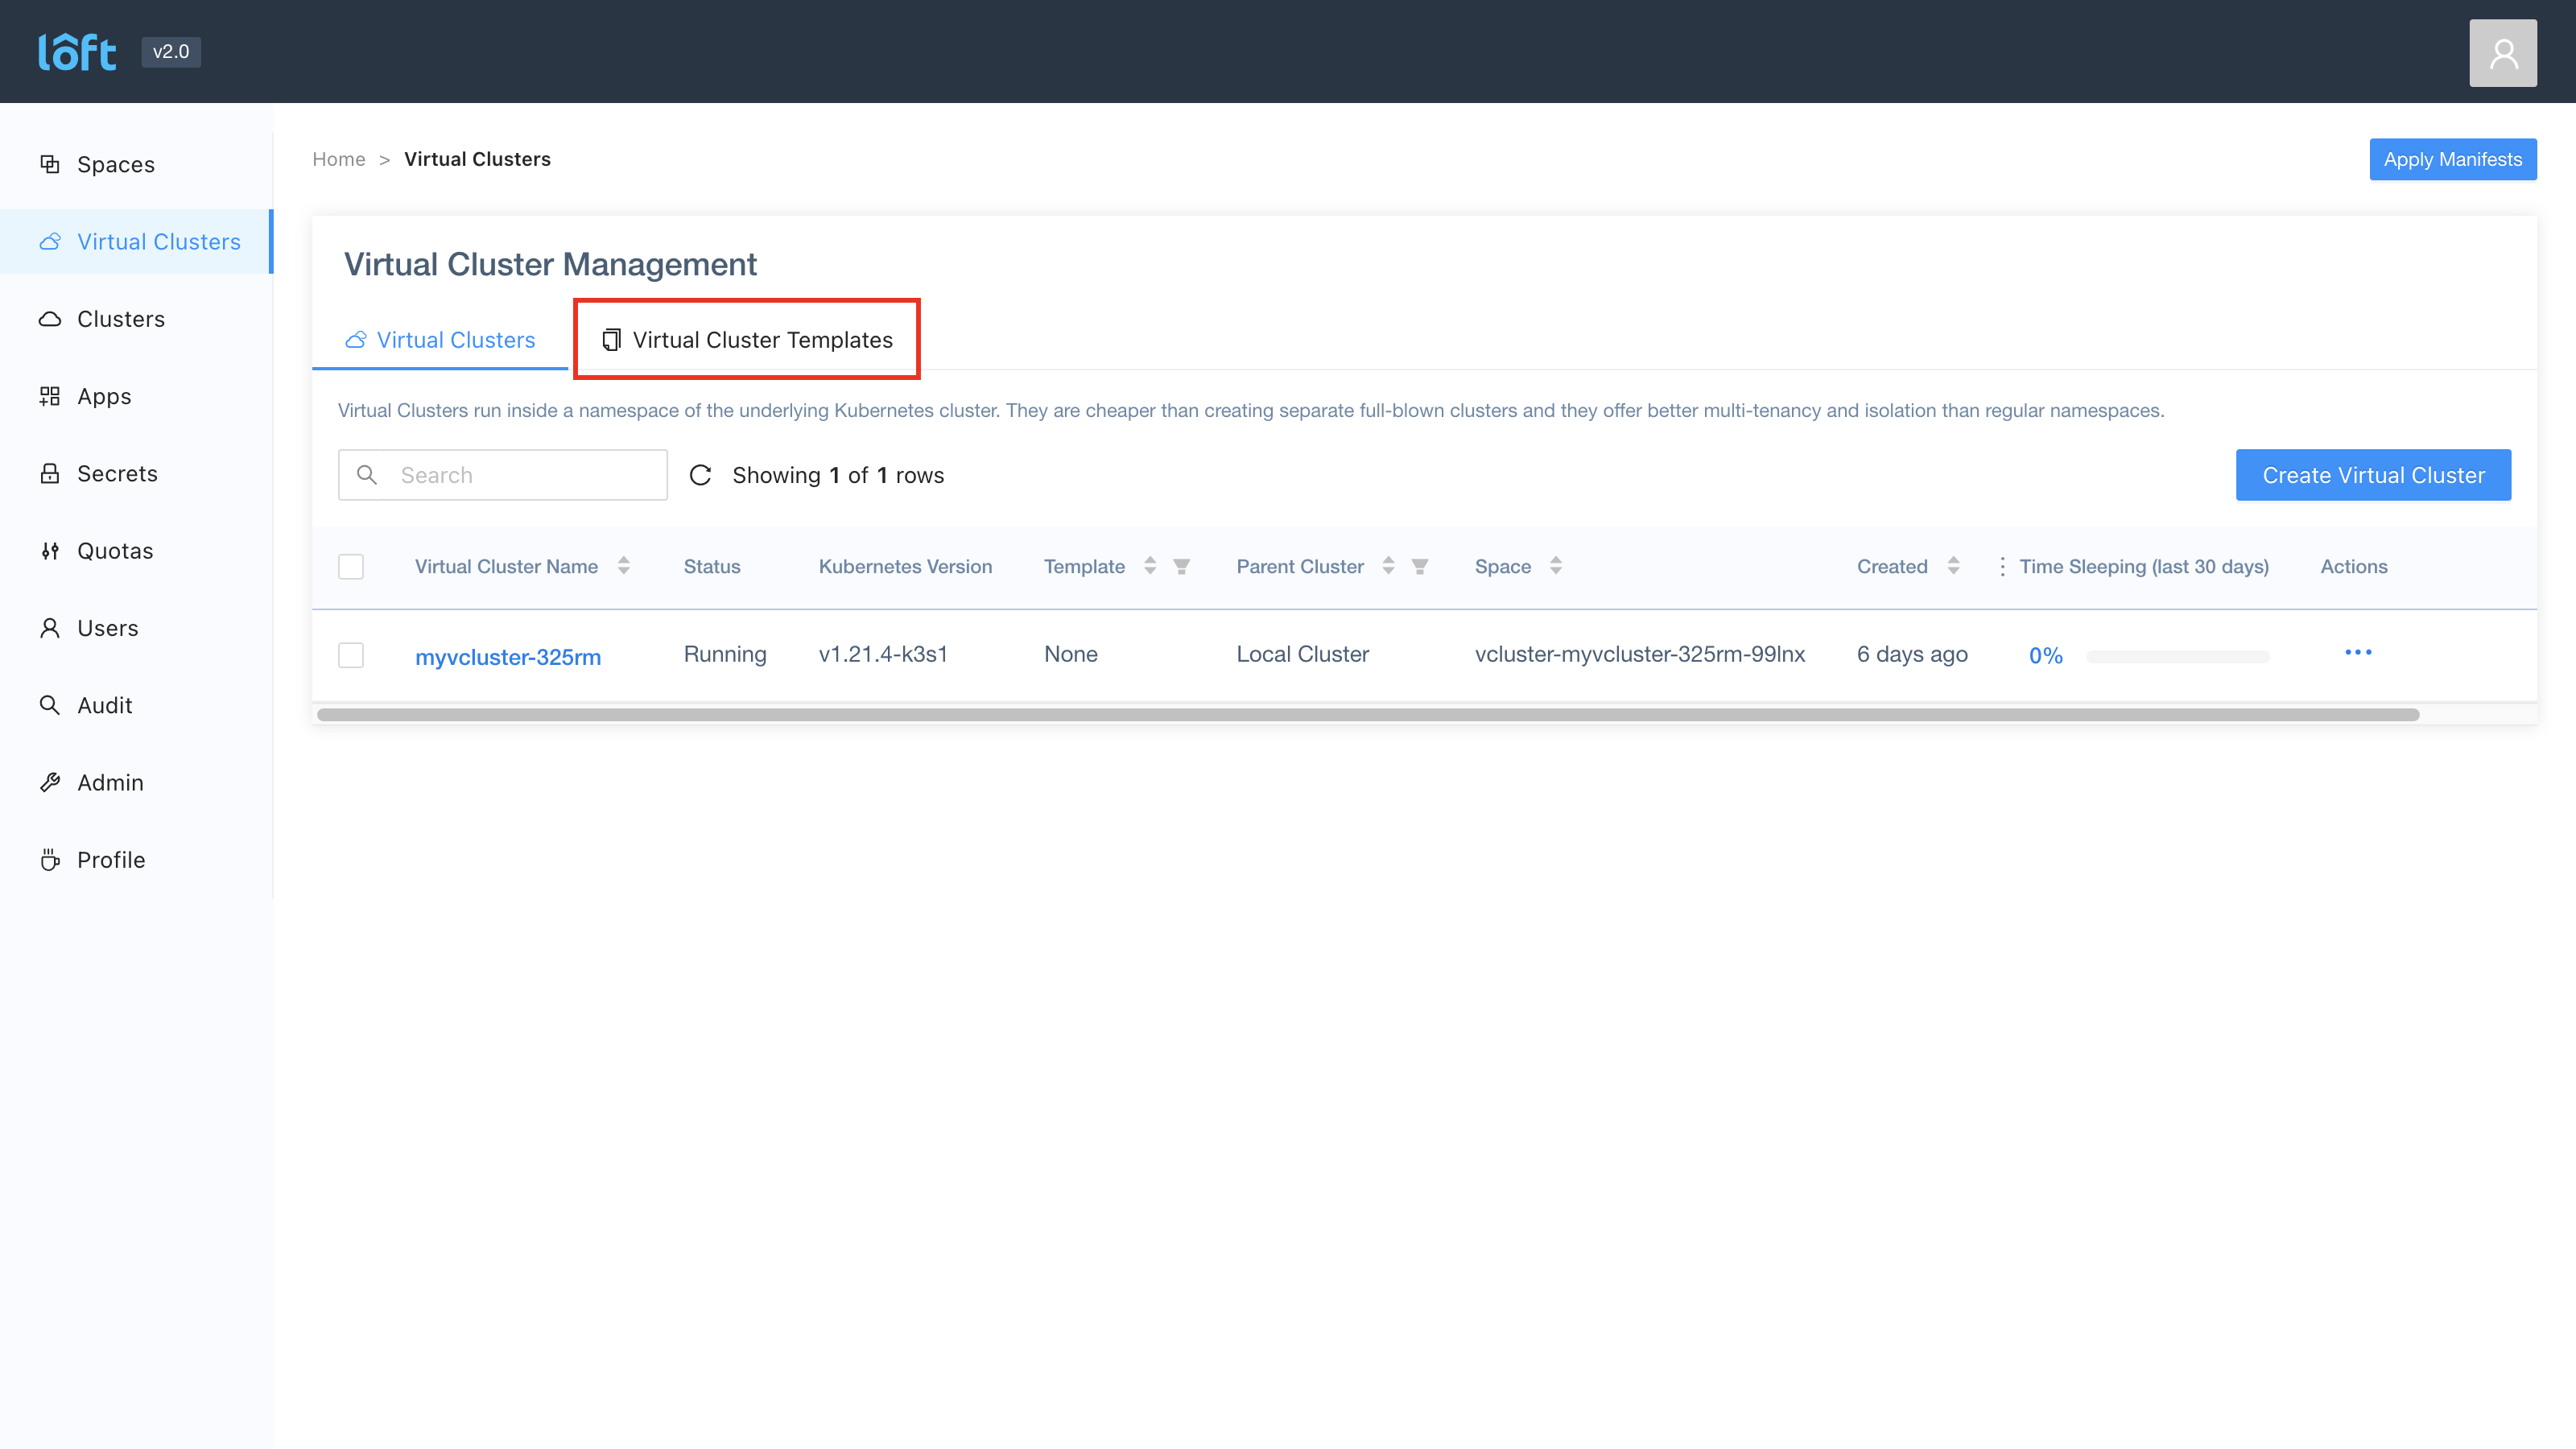 lôft v2.0
Home > Virtual Clusters
Apply Manifests
Spaces
Virtual Clusters
Clusters
Apps
Secrets
Quotas
Users
Audit
Admin
Profile
Virtual Cluster Management
Virtual Clusters Virtual Cluster Templates
Virtual Clusters run inside a namespace of the underlying Kubernetes cluster. They are cheaper than creating separate full-blown clusters and they offer better multi-tenancy and isolation than regular namespaces.
Search Showing 1 of 1 rows Create Virtual Cluster
Virtual Cluster Name Status Kubernetes Version Template Parent Cluster Space Created Time Sleeping (last 30 days) Actions
myvcluster-325rm Running v1.21.4-k3s1 None Local Cluster vcluster-myvcluster-325rm-99lnx 6 days ago 0%